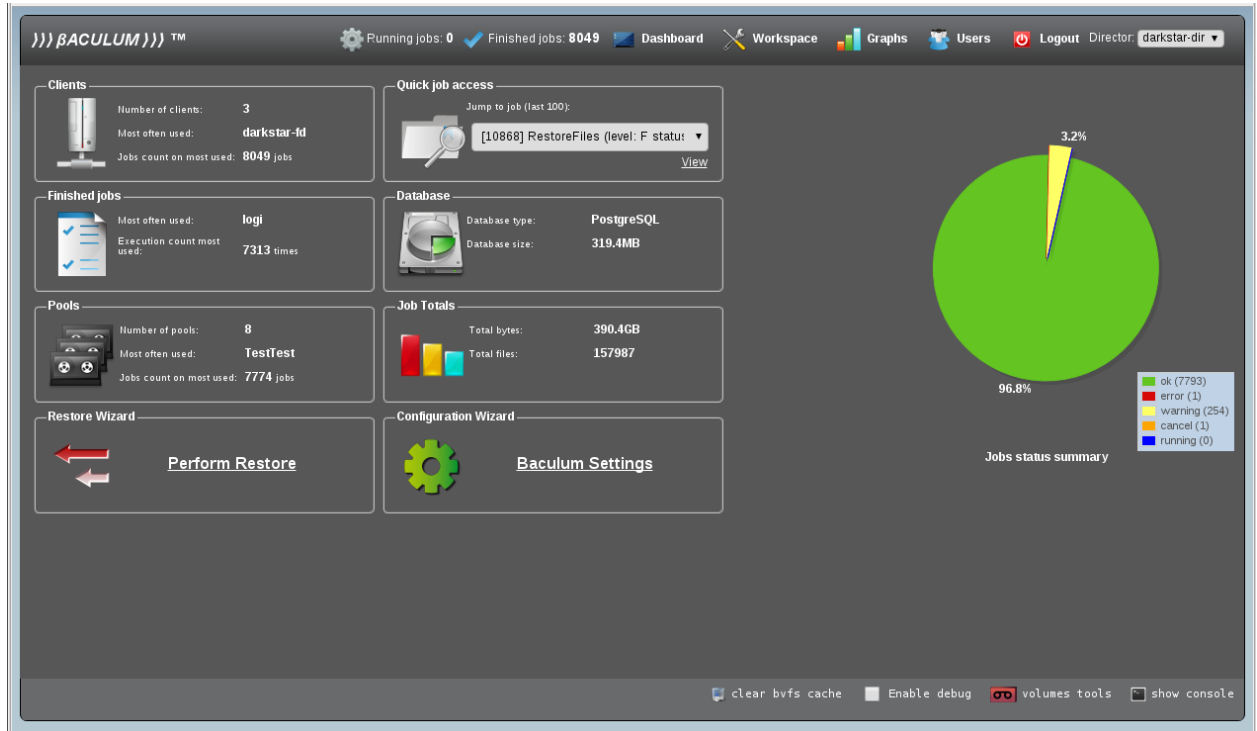 ))) βACULUM ))) ™
Running jobs: 0 Finished jobs: 8049 Dashboard Workspace Graphs Users Logout Director: darkstar-dir
Clients
Number of clients: 3
Most often used: darkstar-fd
Jobs count on most used: 8049 jobs
Quick job access
Jump to job (last 100):
[10868] RestoreFiles (level: F status
View
Finished jobs
Most often used: logi
Execution count most
used: 7313 times
Database
Database type: PostgreSQL
Database size: 319.4MB
Pools
Number of pools: 8
Most often used: TestTest
Jobs count on most used: 7774 jobs
Job Totals
Total bytes: 390.4GB
Total files: 157987
Restore Wizard
Perform Restore
Configuration Wizard
Baculum Settings
3.2%
96.8%
ok (7793)
error (1)
warning (254)
cancel (1)
running (0)
Jobs status summary
clear bvfs cache Enable debug volumes tools show console